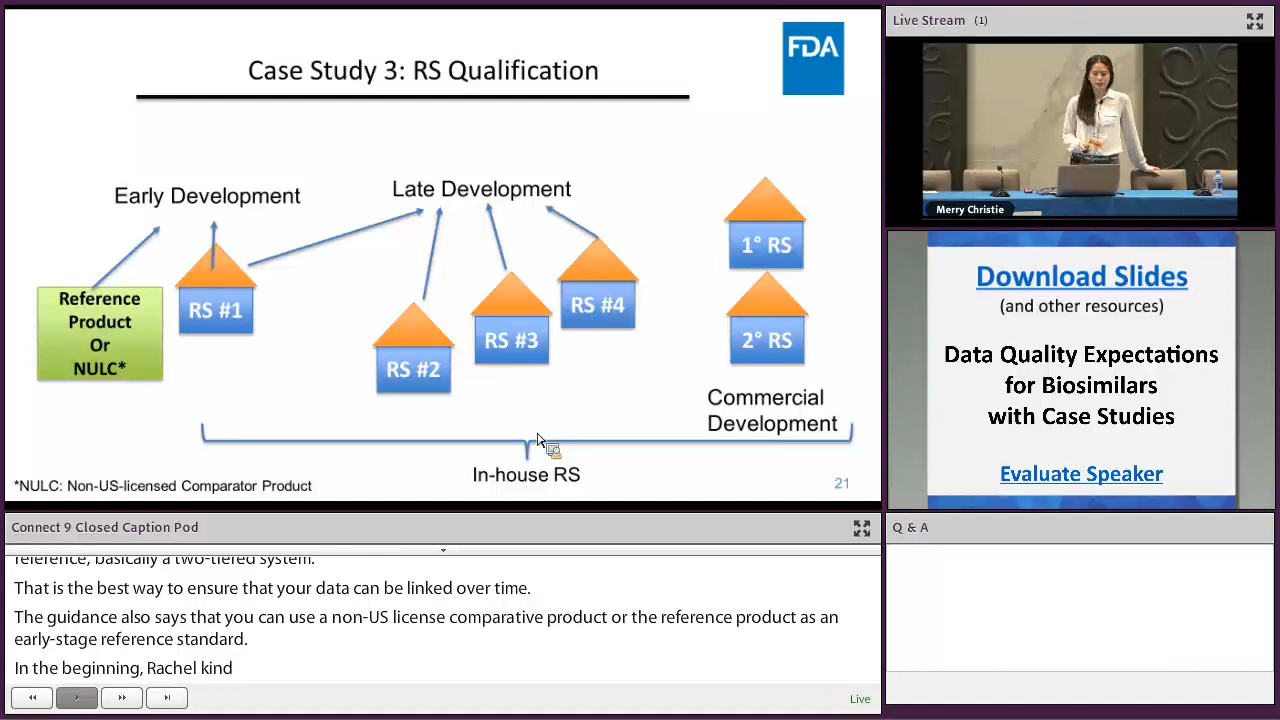 Case Study 3: RS Qualification
FDA
Early Development
Late Development
Reference
Product
Or
NULC*
RS #1
RS #2
RS #3
RS #4
1° RS
2° RS
Commercial
Development
In-house RS
*NULC: Non-US-licensed Comparator Product
21
Live Stream (1)
Merry Christie
Download Slides
(and other resources)
Data Quality Expectations
for Biosimilars
with Case Studies
Evaluate Speaker
Connect 9 Closed Caption Pod
reference, basically a two-tiered system.
That is the best way to ensure that your data can be linked over time.
The guidance also says that you can use a non-US license comparative product or the reference product as an
early-stage reference standard.
In the beginning, Rachel kind
Live
Q & A